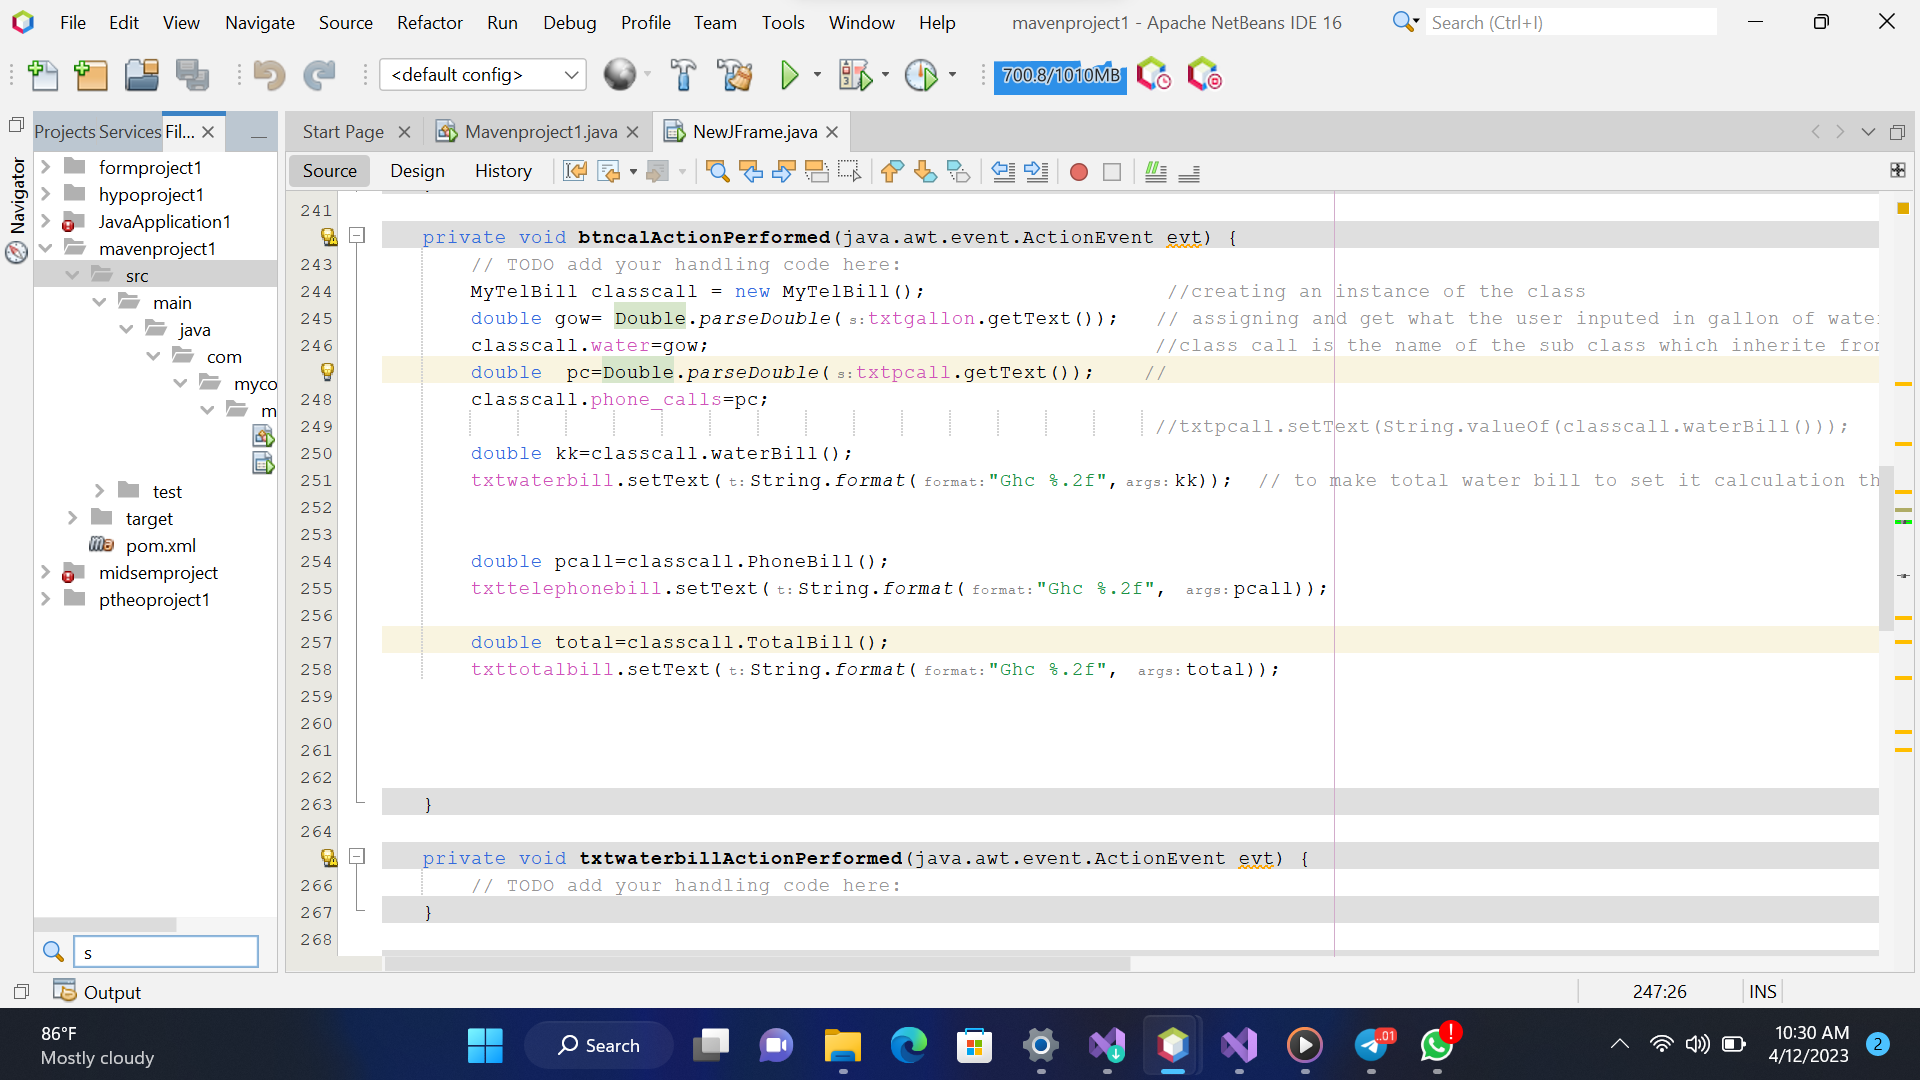 File Edit View Navigate Source Refactor Run Debug Profile Team Tools Window Help mavenproject1 - Apache NetBeans IDE 16 Search (Ctrl+I)
<default config> 700.8/1010MB
Projects Services Fil... Start Page Mavenproject1.java NewJFrame.java
Source Design History
Navigator
formproject1
hypoproject1
JavaApplication1
mavenproject1
src
main
java
com
myco
m
test
target
pom.xml
midsemproject
ptheoproject1
s
241
private void btncalActionPerformed(java.awt.event.ActionEvent evt) {
243 // TODO add your handling code here:
244 MyTelBill classcall = new MyTelBill(); //creating an instance of the class
245 double gow= Double.parseDouble(s:txtgallon.getText()); // assigning and get what the user inputed in gallon of wate
246 classcall.water=gow; //class call is the name of the sub class which inherite from
double  pc=Double.parseDouble(s:txtpcall.getText()); //
248 classcall.phone_calls=pc;
249 //txtpcall.setText(String.valueOf(classcall.waterBill()));
250 double kk=classcall.waterBill();
251 txtwaterbill.setText(t:String.format(format:"Ghc %.2f",args:kk)); // to make total water bill to set it calculation th
252
253
254 double pcall=classcall.PhoneBill();
255 txttelephonebill.setText(t:String.format(format:"Ghc %.2f", args:pcall));
256
257 double total=classcall.TotalBill();
258 txttotalbill.setText(t:String.format(format:"Ghc %.2f", args:total));
259
260
261
262
263 }
264
private void txtwaterbillActionPerformed(java.awt.event.ActionEvent evt) {
266 // TODO add your handling code here:
267 }
268
Output 247:26 INS
86°F
Mostly cloudy
Search
..01
!
10:30 AM
4/12/2023
2